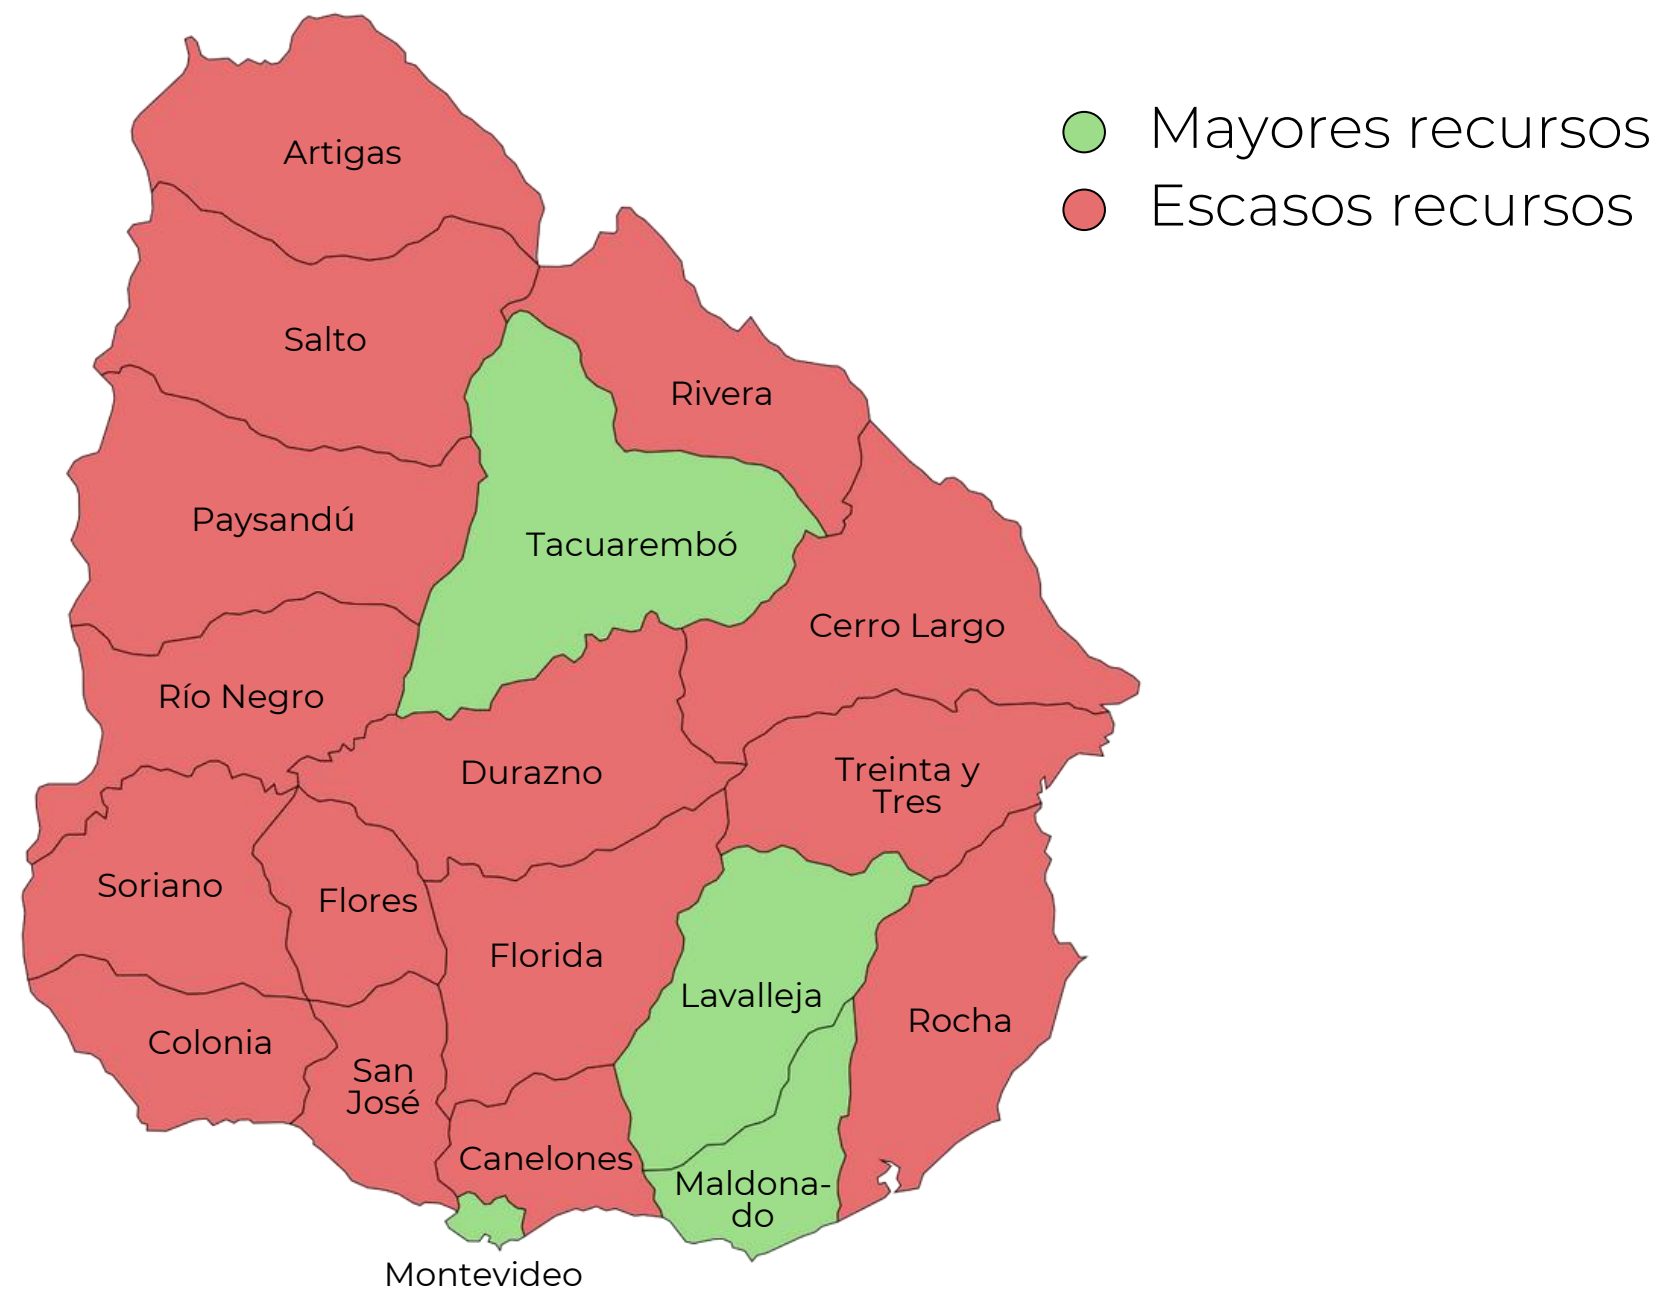 Mayores recursos
Escasos recursos
Artigas
Salto
Rivera
Paysandú
Tacuarembó
Cerro Largo
Río Negro
Durazno
Treinta y
Tres
Soriano
Flores
Florida
Lavalleja
Rocha
Colonia
San
José
Canelones
Maldona-
do
Montevideo